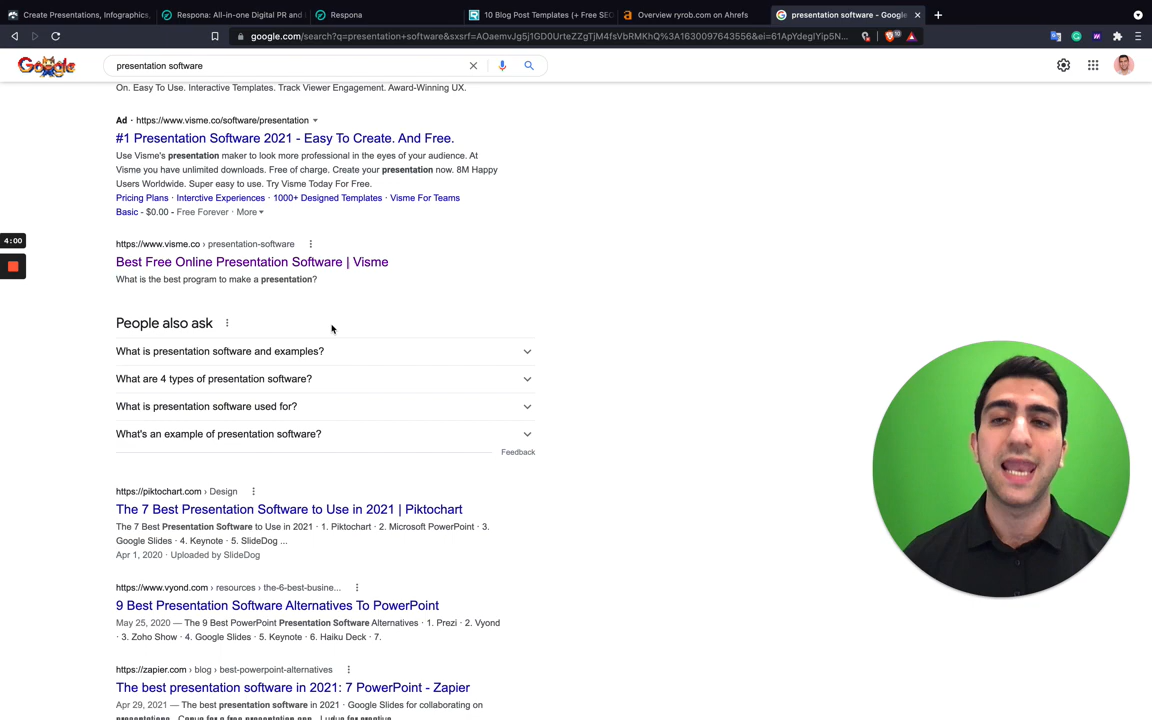 Create Presentations, Infographics,
Respona: All-in-one Digital PR and
Respona
10 Blog Post Templates (+ Free SEO
Overview ryrob.com on Ahrefs
presentation software - Google
google.com/search?q=presentation+software&sxsrf=AOaemvJg5j1GD0UrteZZgTjM4fsVbRMKhQ%3A1630097643556&ei=61ApYdeglYip5N...
Google
presentation software
On. Easy To Use. Interactive Templates. Track Viewer Engagement. Award-Winning UX.
Ad · https://www.visme.co/software/presentation
#1 Presentation Software 2021 - Easy To Create. And Free.
Use Visme's presentation maker to look more professional in the eyes of your audience. At
Visme you have unlimited downloads. Free of charge. Create your presentation now. 8M Happy
Users Worldwide. Super easy to use. Try Visme Today For Free.
Pricing Plans · Interctive Experiences · 1000+ Designed Templates · Visme For Teams
Basic - $0.00 - Free Forever · More
4:00
https://www.visme.co › presentation-software
Best Free Online Presentation Software | Visme
What is the best program to make a presentation?
People also ask
What is presentation software and examples?
What are 4 types of presentation software?
What is presentation software used for?
What's an example of presentation software?
Feedback
https://piktochart.com › Design
The 7 Best Presentation Software to Use in 2021 | Piktochart
The 7 Best Presentation Software to Use in 2021 · 1. Piktochart · 2. Microsoft PowerPoint · 3.
Google Slides · 4. Keynote · 5. SlideDog ...
Apr 1, 2020 · Uploaded by SlideDog
https://www.vyond.com › resources › the-6-best-busine...
9 Best Presentation Software Alternatives To PowerPoint
May 25, 2020 — The 9 Best PowerPoint Presentation Software Alternatives · 1. Prezi · 2. Vyond
· 3. Zoho Show · 4. Google Slides · 5. Keynote · 6. Haiku Deck · 7.
https://zapier.com › blog › best-powerpoint-alternatives
The best presentation software in 2021: 7 PowerPoint - Zapier
Apr 29, 2021 — The best presentation software in 2021 · Google Slides for collaborating on
presentations · Canva for a free presentation app · Ludus for creative